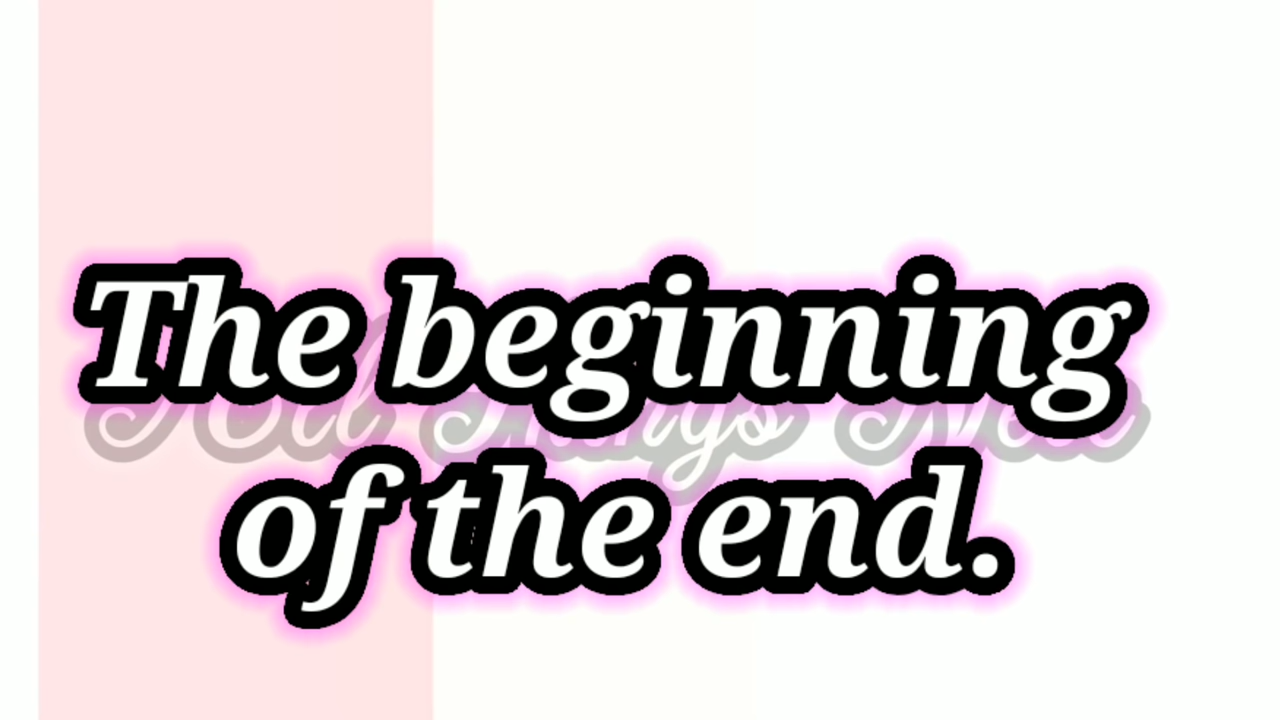 The beginning
of the end.